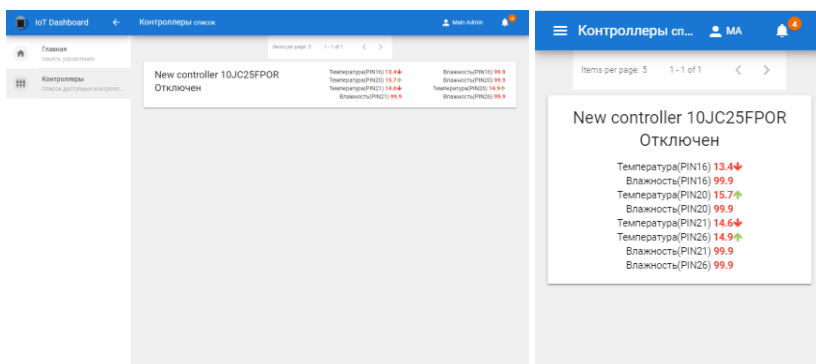 IoT Dashboard
Контроллеры список
Main Admin
4
Главная
панель управления
Контроллеры
Список доступных контролл...
Items per page: 5 1 - 1 of 1
New controller 10JC25FPOR
Отключен
Температура(PIN16) 13.4
Температура(PIN20) 15.7
Температура(PIN21) 14.6
Влажность(PIN21) 99.9
Влажность(PIN16) 99.9
Влажность(PIN20) 99.9
Температура(PIN26) 14.9
Влажность(PIN26) 99.9
Контроллеры сп...
MA
4
Items per page: 5 1 - 1 of 1
New controller 10JC25FPOR
Отключен
Температура(PIN16) 13.4
Влажность(PIN16) 99.9
Температура(PIN20) 15.7
Влажность(PIN20) 99.9
Температура(PIN21) 14.6
Температура(PIN26) 14.9
Влажность(PIN21) 99.9
Влажность(PIN26) 99.9